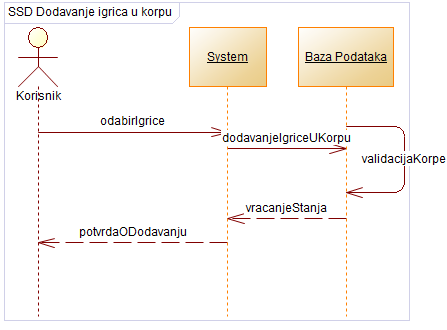 SSD Dodavanje igrica u korpu
System
Baza Podataka
Korisnik
odabirIgrice
dodavanjeIgriceUKorpu
validacijaKorpe
vracanjeStanja
potvrdaODodavanju